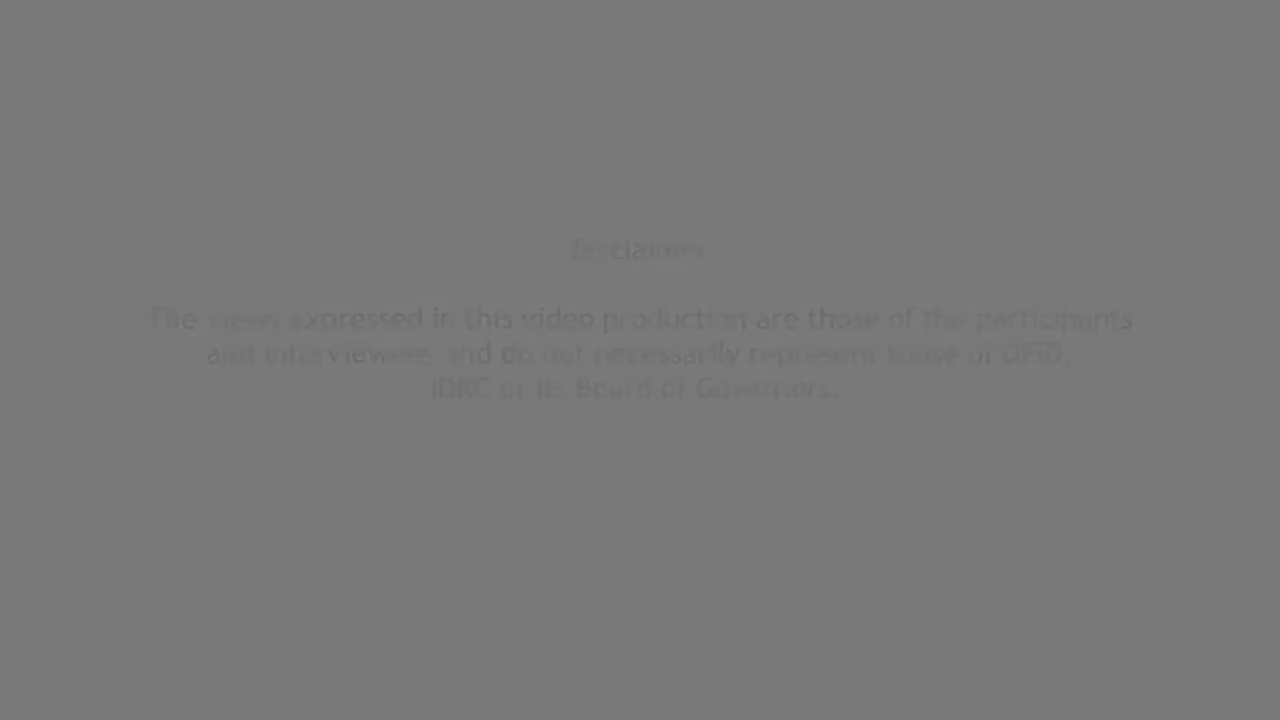 Disclaimer
The views expressed in this video production are those of the participants
and interviewees and do not necessarily represent those of DFID,
IDRC or its Board of Governors.